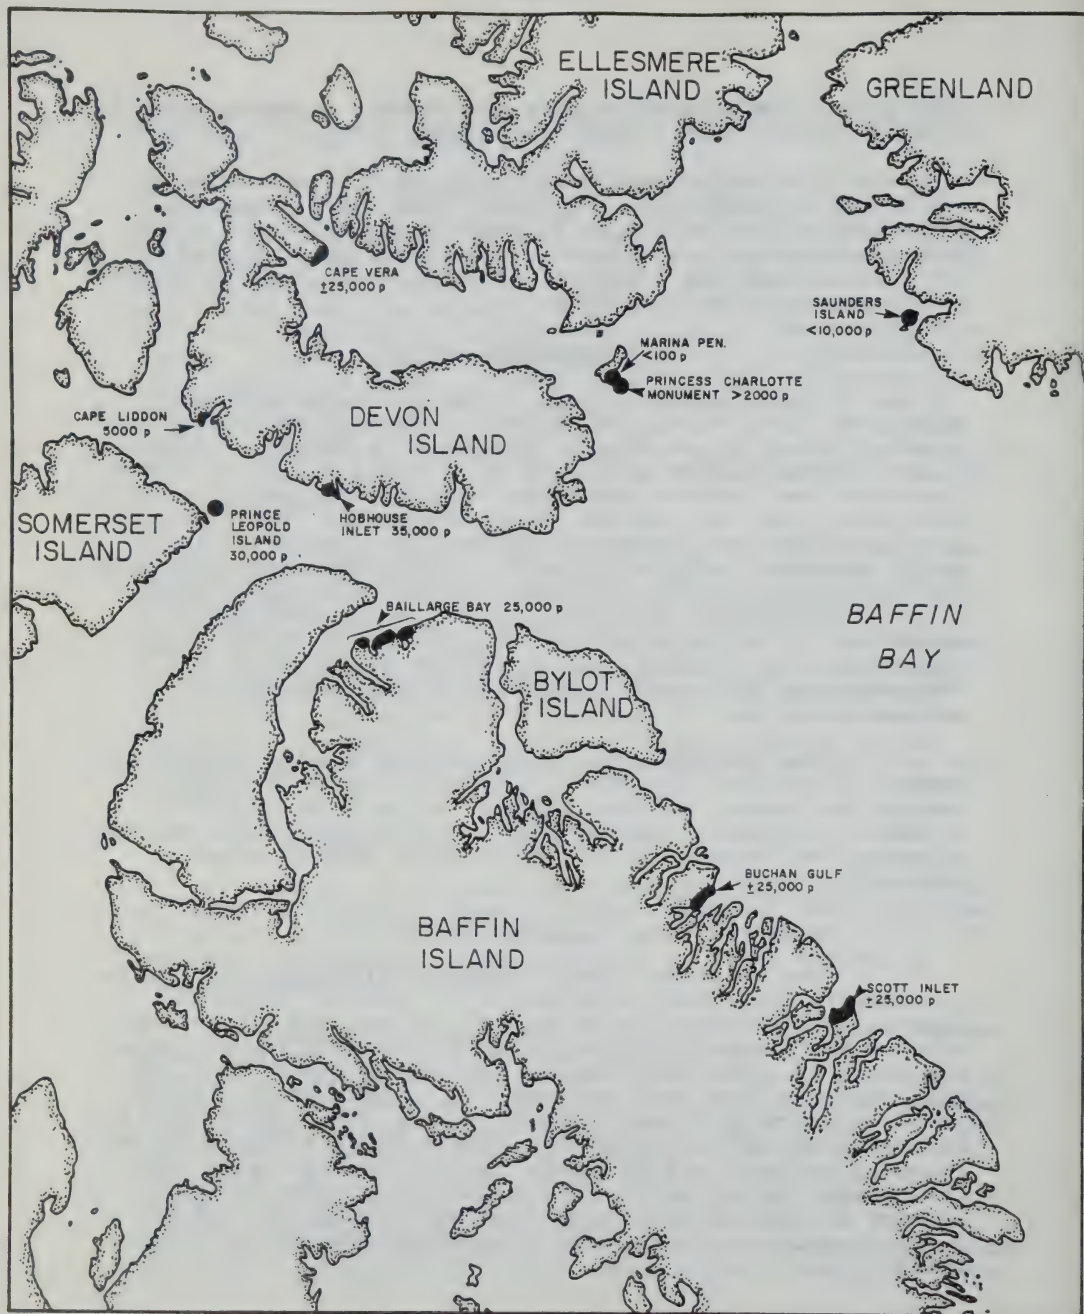 ELLESMERE
ISLAND
GREENLAND
CAPE VERA
±25,000 p
SAUNDERS
ISLAND
<10,000 p
MARINA PEN.
<100 p
PRINCESS CHARLOTTE
MONUMENT >2000 p
CAPE LIDDON
5000 p
DEVON
ISLAND
SOMERSET
ISLAND
PRINCE
LEOPOLD
ISLAND
30,000 p
HOBHOUSE
INLET 35,000 p
BAILLARGE BAY 25,000 p
BAFFIN
BAY
BYLOT
ISLAND
BUCHAN GULF
±25,000 p
BAFFIN
ISLAND
SCOTT INLET
±25,000 p